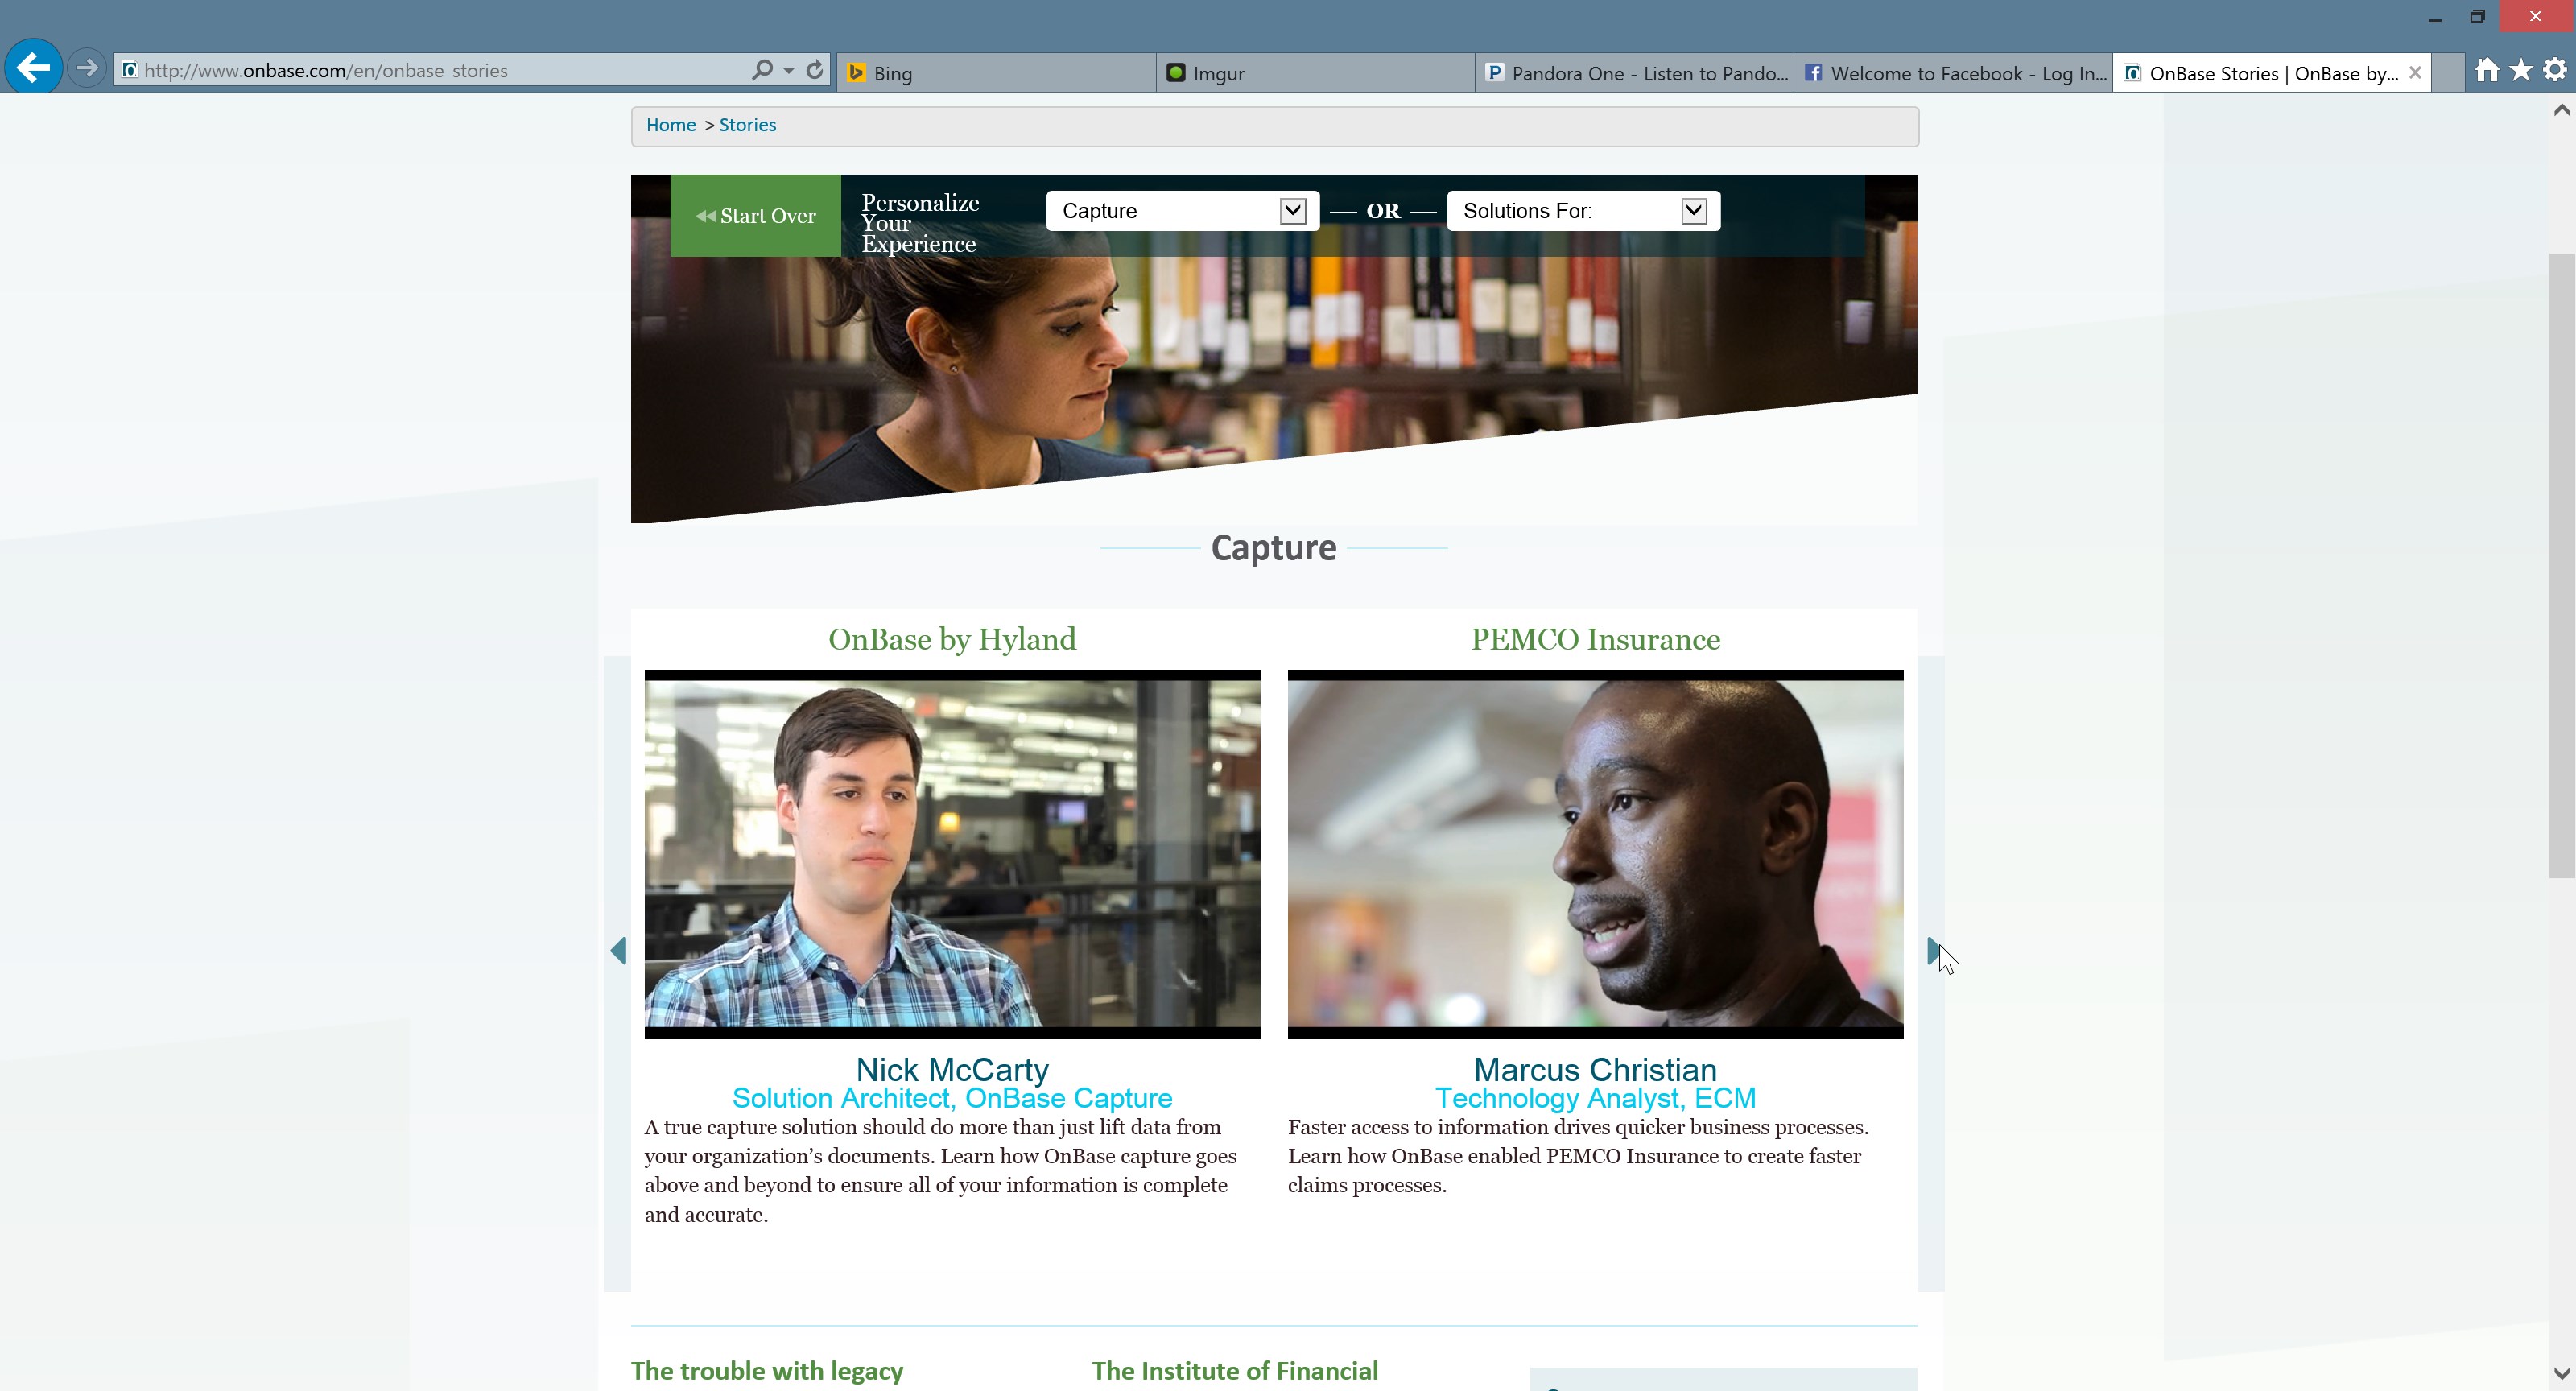 http://www.onbase.com/en/onbase-stories
Bing
Imgur
Pandora One - Listen to Pando...
Welcome to Facebook - Log In...
OnBase Stories | OnBase by...
Home > Stories
Start Over
Personalize
Your
Experience
Capture
OR
Solutions For:
Capture
OnBase by Hyland
PEMCO Insurance
Nick McCarty
Solution Architect, OnBase Capture
A true capture solution should do more than just lift data from
your organization’s documents. Learn how OnBase capture goes
above and beyond to ensure all of your information is complete
and accurate.
Marcus Christian
Technology Analyst, ECM
Faster access to information drives quicker business processes.
Learn how OnBase enabled PEMCO Insurance to create faster
claims processes.
The trouble with legacy
The Institute of Financial